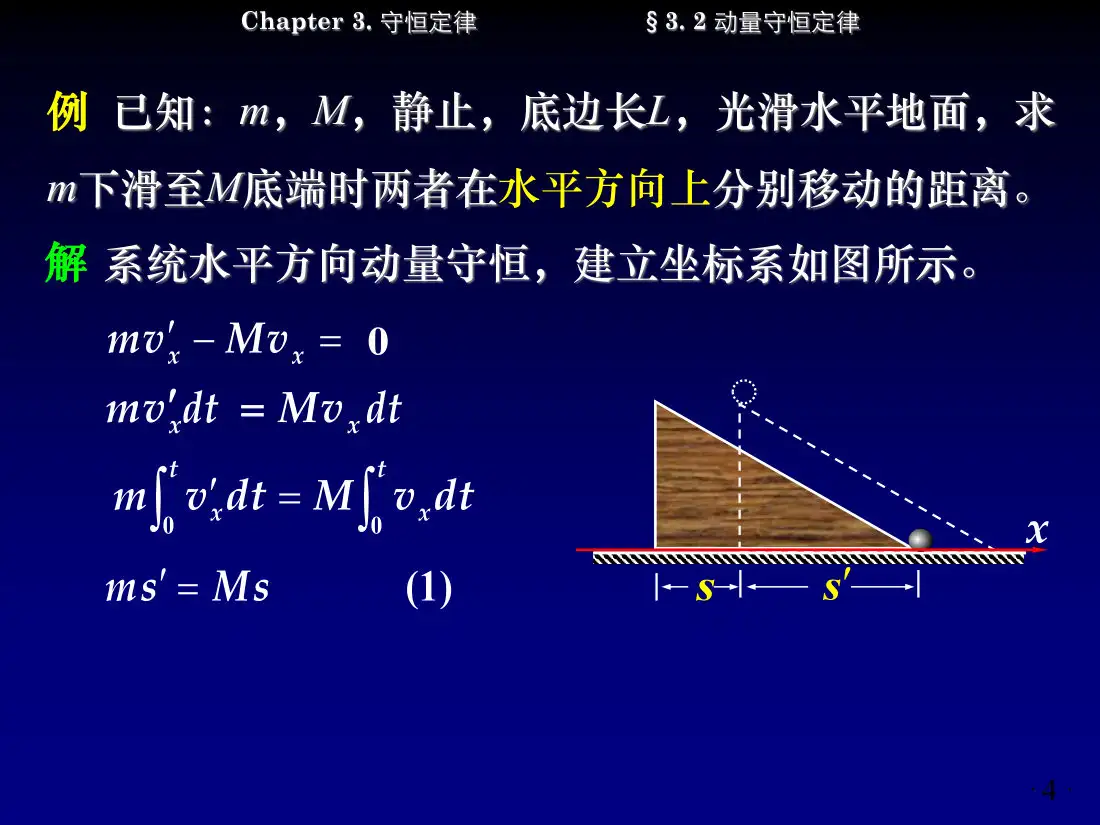 Chapter 3. 守恒定律 §3. 2 动量守恒定律
例 已知：m，M，静止，底边长L，光滑水平地面，求
m下滑至M底端时两者在水平方向上分别移动的距离。
解 系统水平方向动量守恒，建立坐标系如图所示。
mv′ₓ − Mvₓ = 0
mv′ₓdt = Mvₓdt
m∫₀ᵗ v′ₓdt = M∫₀ᵗ vₓdt
ms′ = Ms (1)
x
s s′
·4·